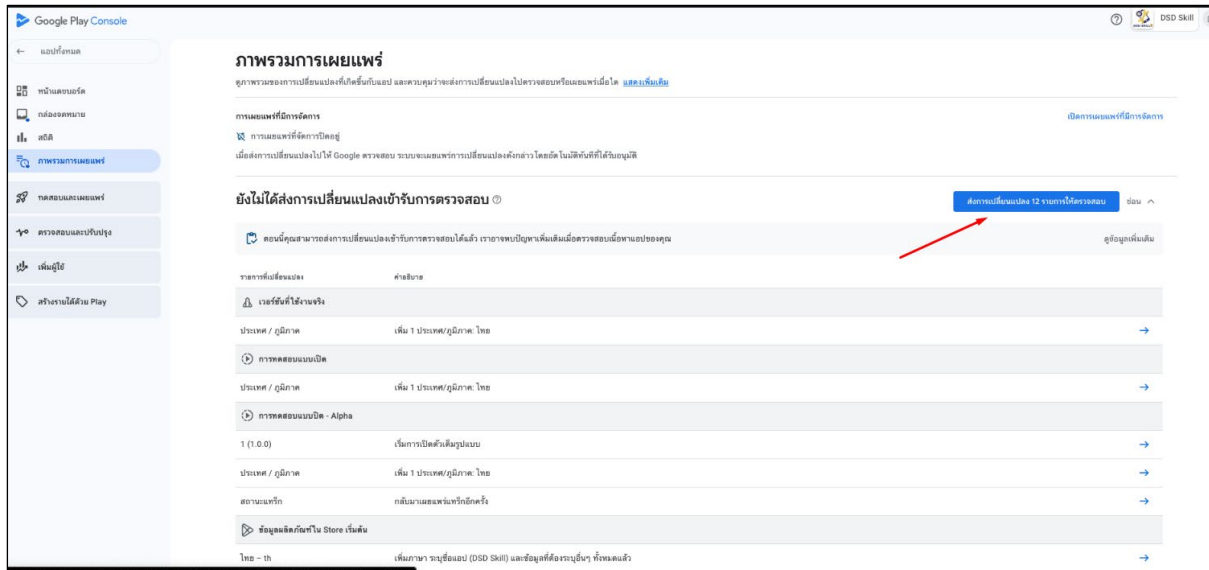 Google Play Console
DSD Skill
แอปทั้งหมด
หน้าแดชบอร์ด
กล่องจดหมาย
สถิติ
ภาพรวมการเผยแพร่
ทดสอบและเผยแพร่
ตรวจสอบและปรับปรุง
เพิ่มผู้ใช้
สร้างรายได้ด้วย Play
ภาพรวมการเผยแพร่
ดูภาพรวมของการเปลี่ยนแปลงที่เกิดขึ้นกับแอป และควบคุมว่าจะส่งการเปลี่ยนแปลงไปตรวจสอบหรือเผยแพร่เมื่อใด แสดงเพิ่มเติม
การเผยแพร่ที่มีการจัดการ
เปิดการเผยแพร่ที่มีการจัดการ
การเผยแพร่ที่จัดการปิดอยู่
เมื่อส่งการเปลี่ยนแปลงไปให้ Google ตรวจสอบ ระบบจะเผยแพร่การเปลี่ยนแปลงดังกล่าวโดยอัตโนมัติทันทีที่ได้รับอนุมัติ
ยังไม่ได้ส่งการเปลี่ยนแปลงเข้ารับการตรวจสอบ
ส่งการเปลี่ยนแปลง 12 รายการให้ตรวจสอบ
ซ่อน
ตอนนี้คุณสามารถส่งการเปลี่ยนแปลงเข้ารับการตรวจสอบได้แล้ว เราอาจพบปัญหาเพิ่มเติมเมื่อตรวจสอบเนื้อหาแอปของคุณ
ดูข้อมูลเพิ่มเติม
รายการที่เปลี่ยนแปลง คำอธิบาย
เวอร์ชันที่ใช้งานจริง
ประเทศ / ภูมิภาค เพิ่ม 1 ประเทศ/ภูมิภาค: ไทย
การทดสอบแบบเปิด
ประเทศ / ภูมิภาค เพิ่ม 1 ประเทศ/ภูมิภาค: ไทย
การทดสอบแบบปิด - Alpha
1 (1.0.0) เริ่มการเปิดตัวเต็มรูปแบบ
ประเทศ / ภูมิภาค เพิ่ม 1 ประเทศ/ภูมิภาค: ไทย
สถานะแทร็ก กลับมาเผยแพร่แทร็กอีกครั้ง
ข้อมูลผลิตภัณฑ์ใน Store เริ่มต้น
ไทย – th เพิ่มภาษา ระบุชื่อแอป (DSD Skill) และข้อมูลที่ต้องระบุอื่นๆ ทั้งหมดแล้ว